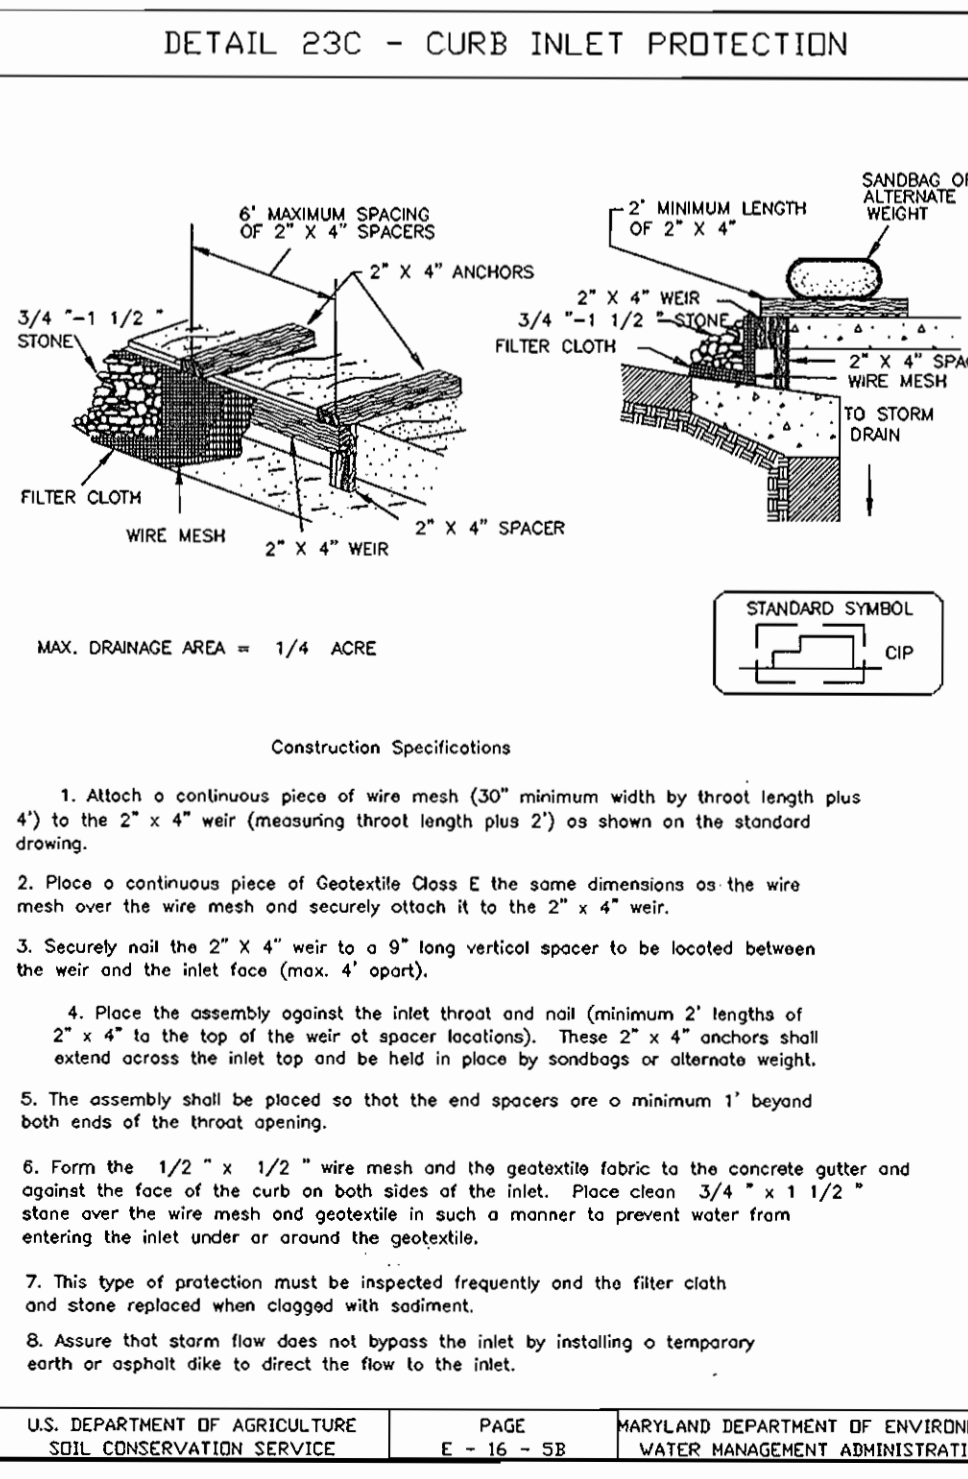 DETAIL 23C - CURB INLET PROTECTION
6' MAXIMUM SPACING
OF 2" X 4" SPACERS
2" X 4" ANCHORS
3/4 "-1 1/2 "
STONE
FILTER CLOTH
WIRE MESH
2" X 4" WEIR
2" X 4" SPACER
SANDBAG OR
ALTERNATE
WEIGHT
2' MINIMUM LENGTH
OF 2" X 4"
2" X 4" WEIR
3/4 "-1 1/2 " STONE
FILTER CLOTH
2" X 4" SPA
WIRE MESH
TO STORM
DRAIN
MAX. DRAINAGE AREA = 1/4 ACRE
STANDARD SYMBOL
CIP
Construction Specifications
1. Attach a continuous piece of wire mesh (30" minimum width by throat length plus
4') to the 2" x 4" weir (measuring throat length plus 2') as shown on the standard
drawing.
2. Place a continuous piece of Geotextile Class E the same dimensions as the wire
mesh over the wire mesh and securely attach it to the 2" x 4" weir.
3. Securely nail the 2" X 4" weir to a 9" long vertical spacer to be located between
the weir and the inlet face (max. 4' apart).
4. Place the assembly against the inlet throat and nail (minimum 2' lengths of
2" x 4" to the top of the weir at spacer locations). These 2" x 4" anchors shall
extend across the inlet top and be held in place by sandbags or alternate weight.
5. The assembly shall be placed so that the end spacers are a minimum 1' beyond
both ends of the throat opening.
6. Form the 1/2 " x 1/2 " wire mesh and the geotextile fabric to the concrete gutter and
against the face of the curb on both sides of the inlet. Place clean 3/4 " x 1 1/2 "
stone over the wire mesh and geotextile in such a manner to prevent water from
entering the inlet under or around the geotextile.
7. This type of protection must be inspected frequently and the filter cloth
and stone replaced when clogged with sediment.
8. Assure that storm flow does not bypass the inlet by installing a temporary
earth or asphalt dike to direct the flow to the inlet.
U.S. DEPARTMENT OF AGRICULTURE
SOIL CONSERVATION SERVICE
PAGE
E - 16 - 5B
MARYLAND DEPARTMENT OF ENVIRON
WATER MANAGEMENT ADMINISTRATI